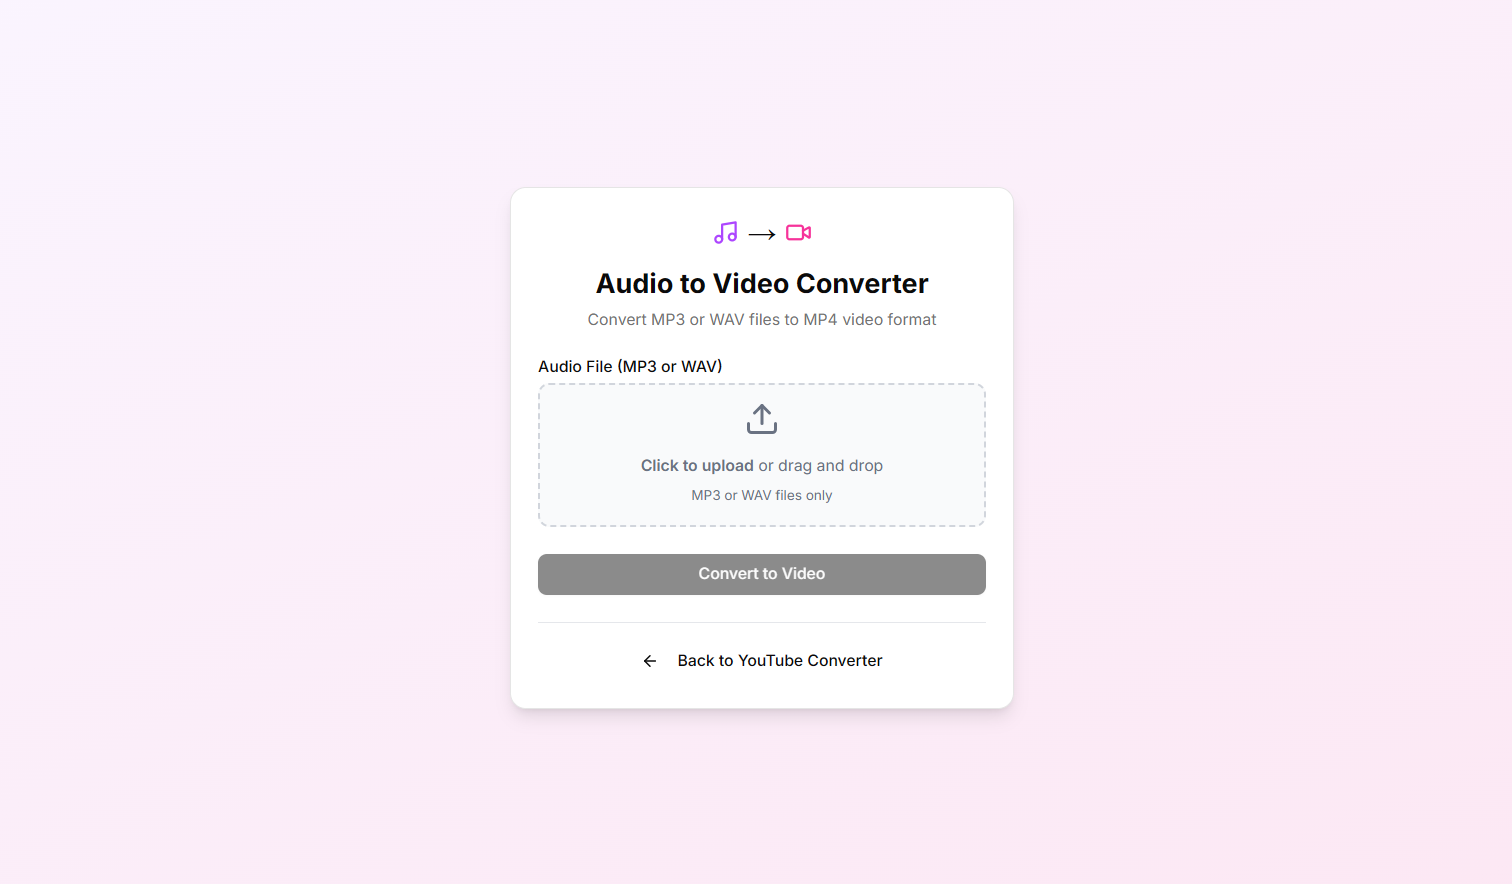 Audio to Video Converter
Convert MP3 or WAV files to MP4 video format
Audio File (MP3 or WAV)
Click to upload or drag and drop
MP3 or WAV files only
Convert to Video
Back to YouTube Converter